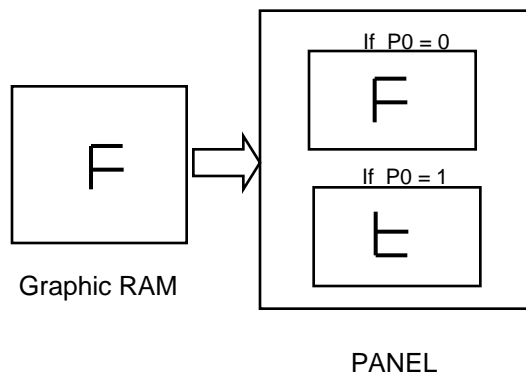 If P0 = 0
F
F
If P0 = 1
Graphic RAM
PANEL